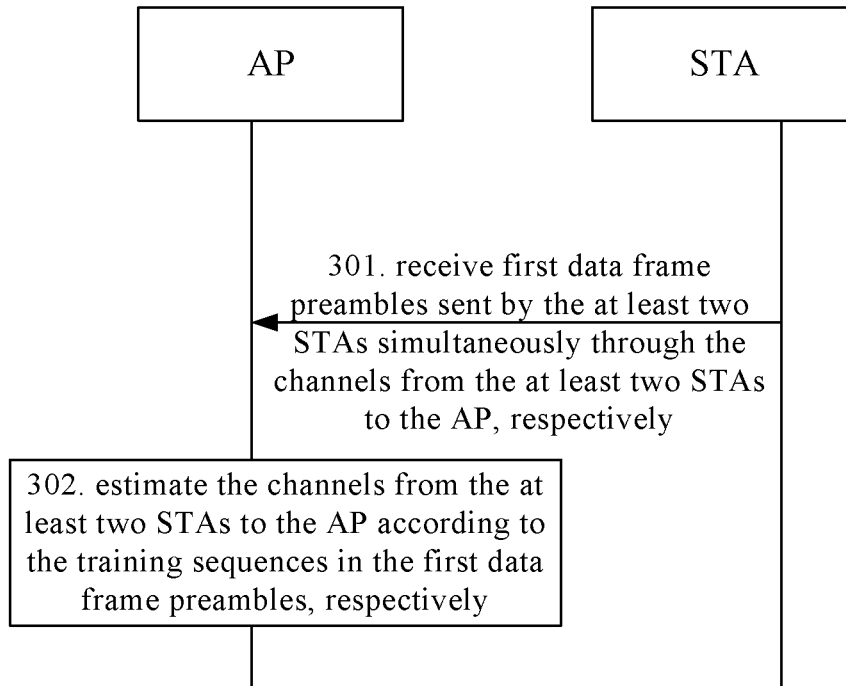 AP
STA
301. receive first data frame
preambles sent by the at least two
STAs simultaneously through the
channels from the at least two STAs
to the AP, respectively
302. estimate the channels from the at
least two STAs to the AP according to
the training sequences in the first data
frame preambles, respectively